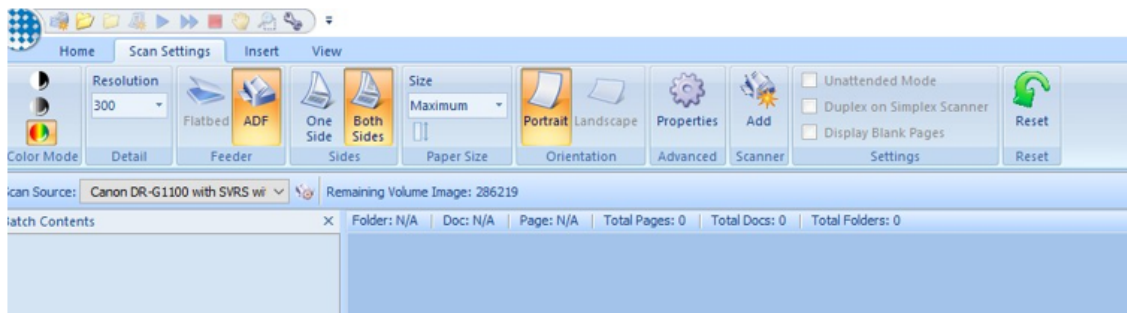 Home Scan Settings Insert View
Resolution
300
Flatbed ADF
One Side
Both Sides
Size
Maximum
Portrait Landscape
Properties
Add
Unattended Mode
Duplex on Simplex Scanner
Display Blank Pages
Reset
Color Mode Detail Feeder Sides Paper Size Orientation Advanced Scanner Settings Reset
can Source: Canon DR-G1100 with SVRS wi Remaining Volume Image: 286219
atch Contents Folder: N/A Doc: N/A Page: N/A Total Pages: 0 Total Docs: 0 Total Folders: 0